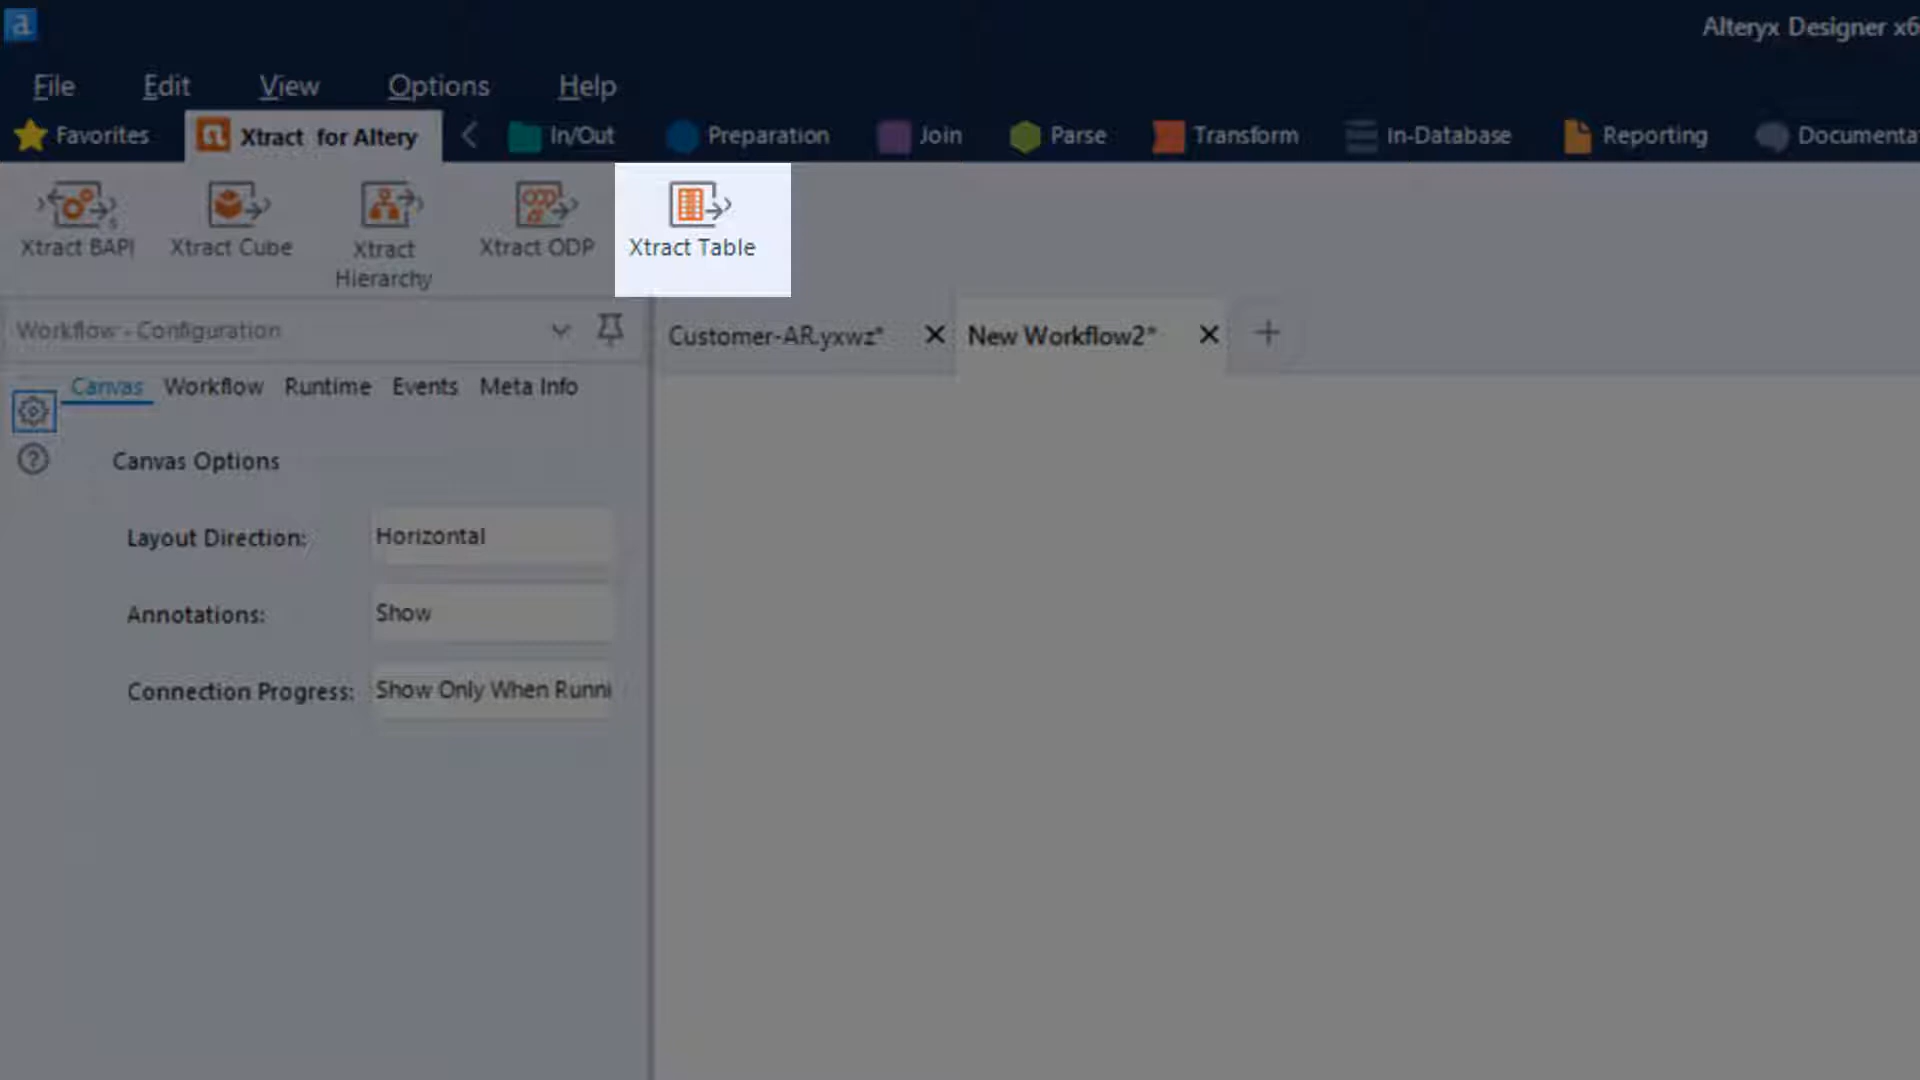 a
Alteryx Designer x6
File Edit View Options Help
Favorites Xtract for Altery In/Out Preparation Join Parse Transform In-Database Reporting Documenta
Xtract BAPI Xtract Cube Xtract Hierarchy Xtract ODP Xtract Table
Workflow - Configuration
Customer-AR.yxwz* New Workflow2*
Canvas Workflow Runtime Events Meta Info
Canvas Options
Layout Direction: Horizontal
Annotations: Show
Connection Progress: Show Only When Runni